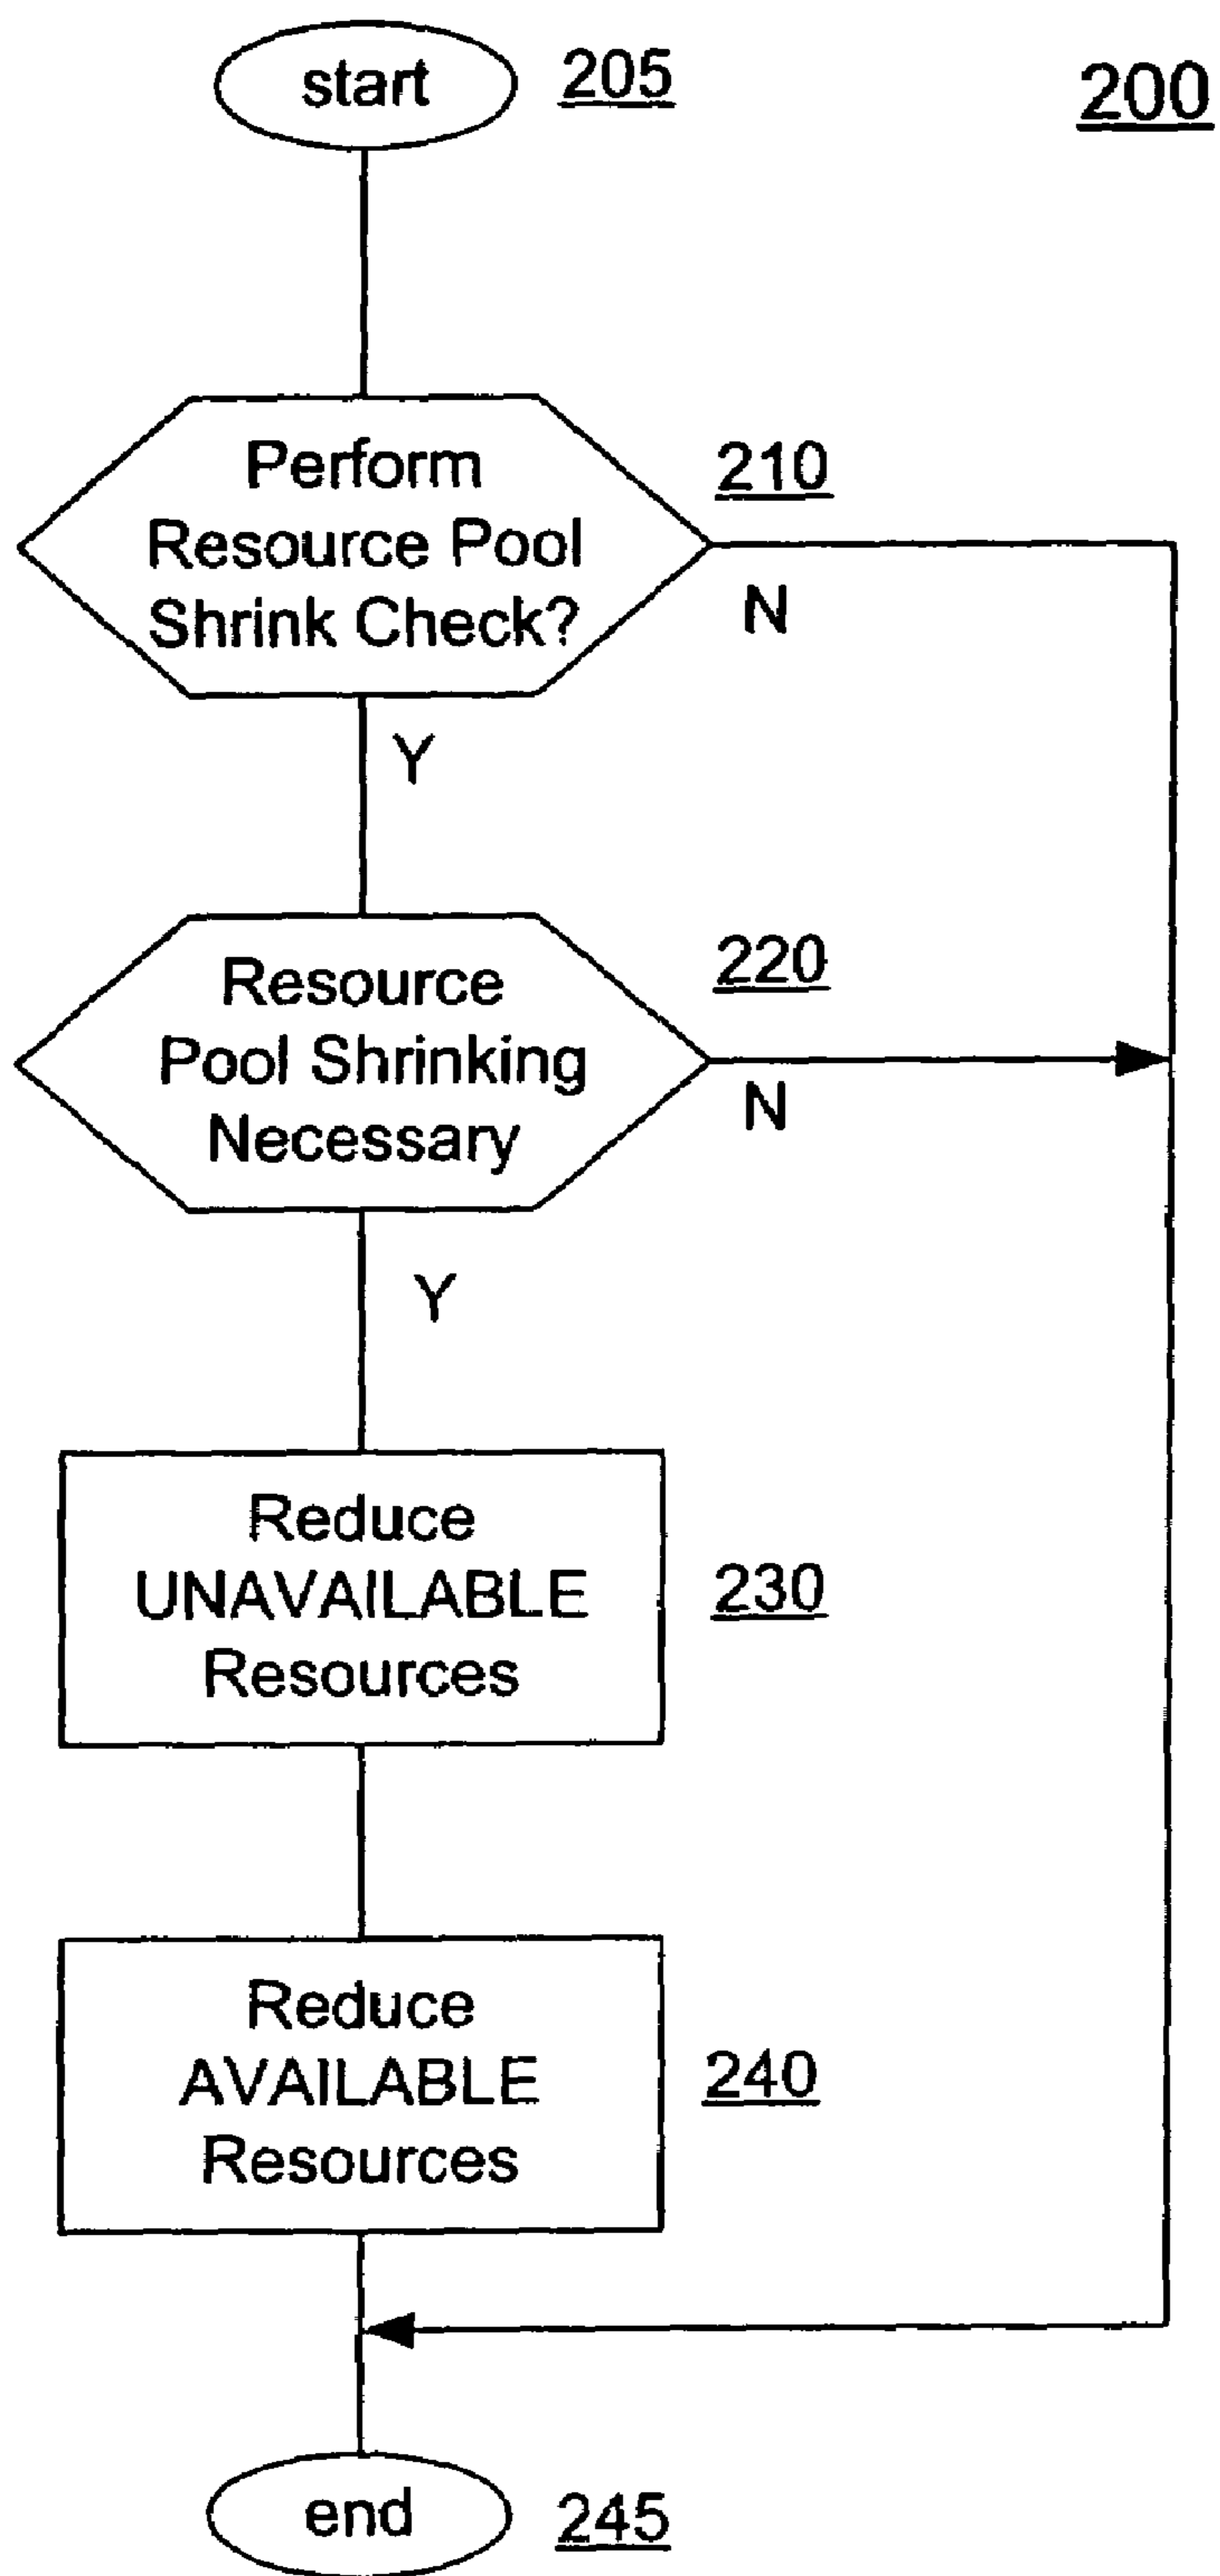 start
205
200
Perform
Resource Pool
Shrink Check?
210
N
Y
Resource
Pool Shrinking
Necessary
220
N
Y
Reduce
UNAVAILABLE
Resources
230
Reduce
AVAILABLE
Resources
240
end
245